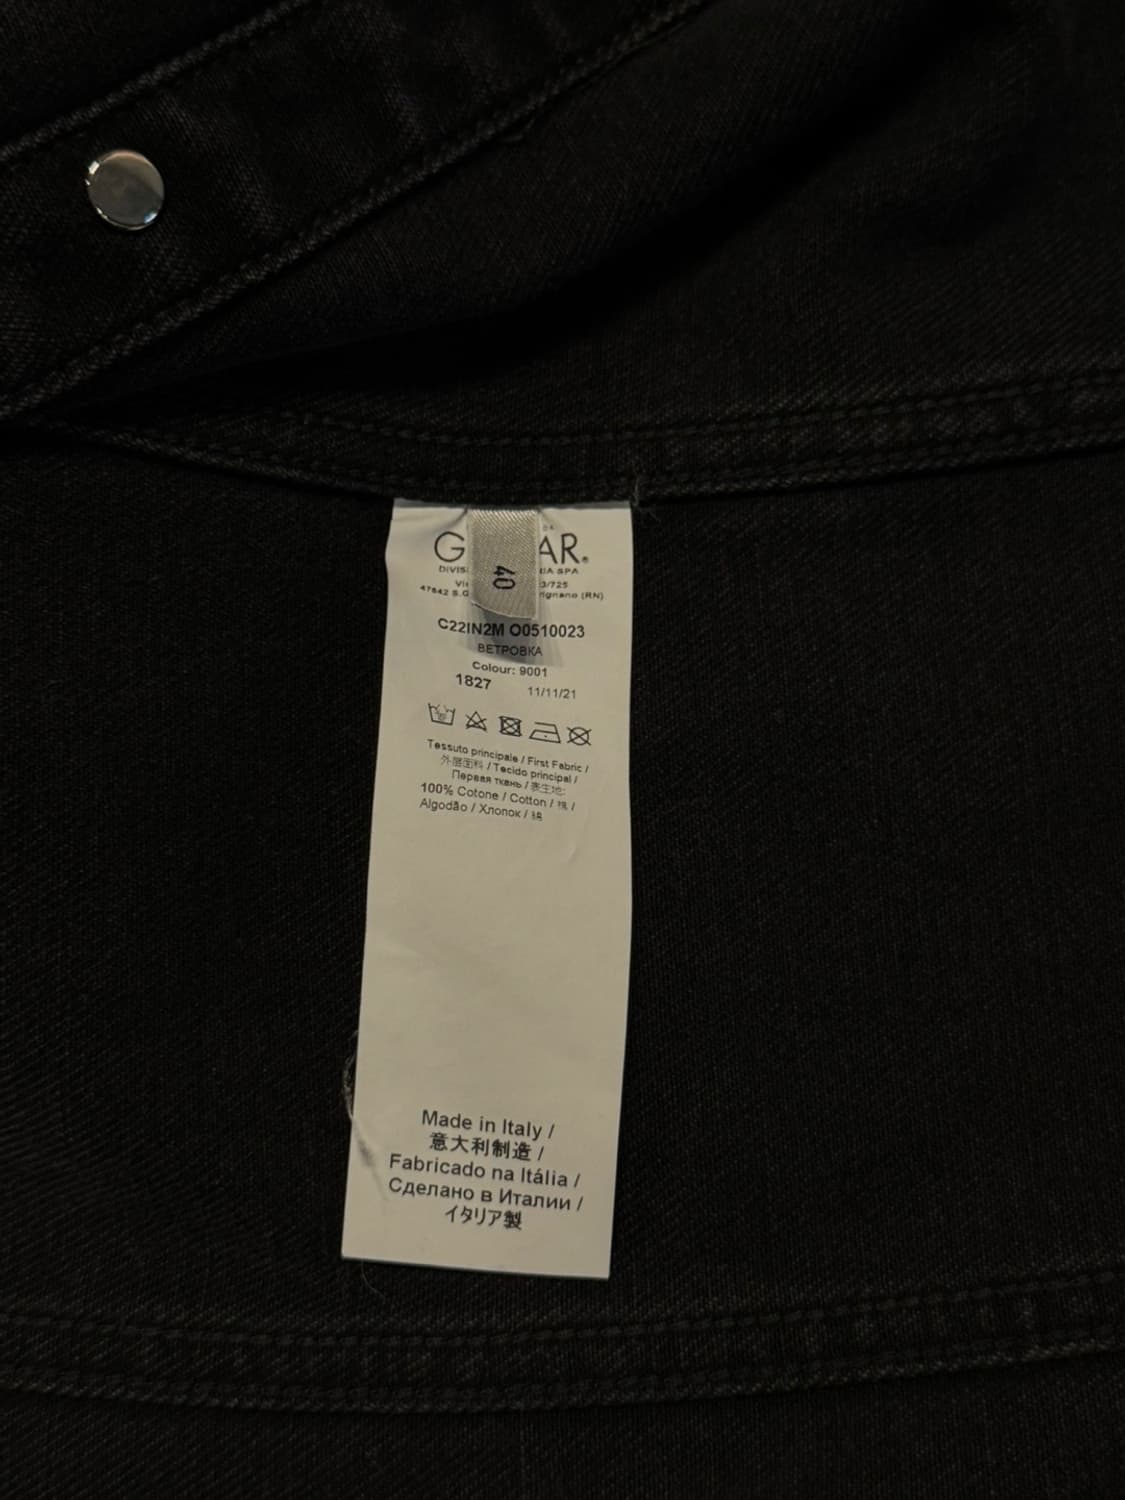 G AR®
40
C22IN2M O0510023
ВЕТРОВКА
Colour: 9001
1827 11/11/21
Tessuto principale / First Fabric /
外层面料 / Tecido principal /
Первая ткань / 表生地:
100% Cotone / Cotton / 棉 /
Algodão / Хлопок / 綿
Made in Italy /
意大利制造 /
Fabricado na Itália /
Сделано в Италии /
イタリア製